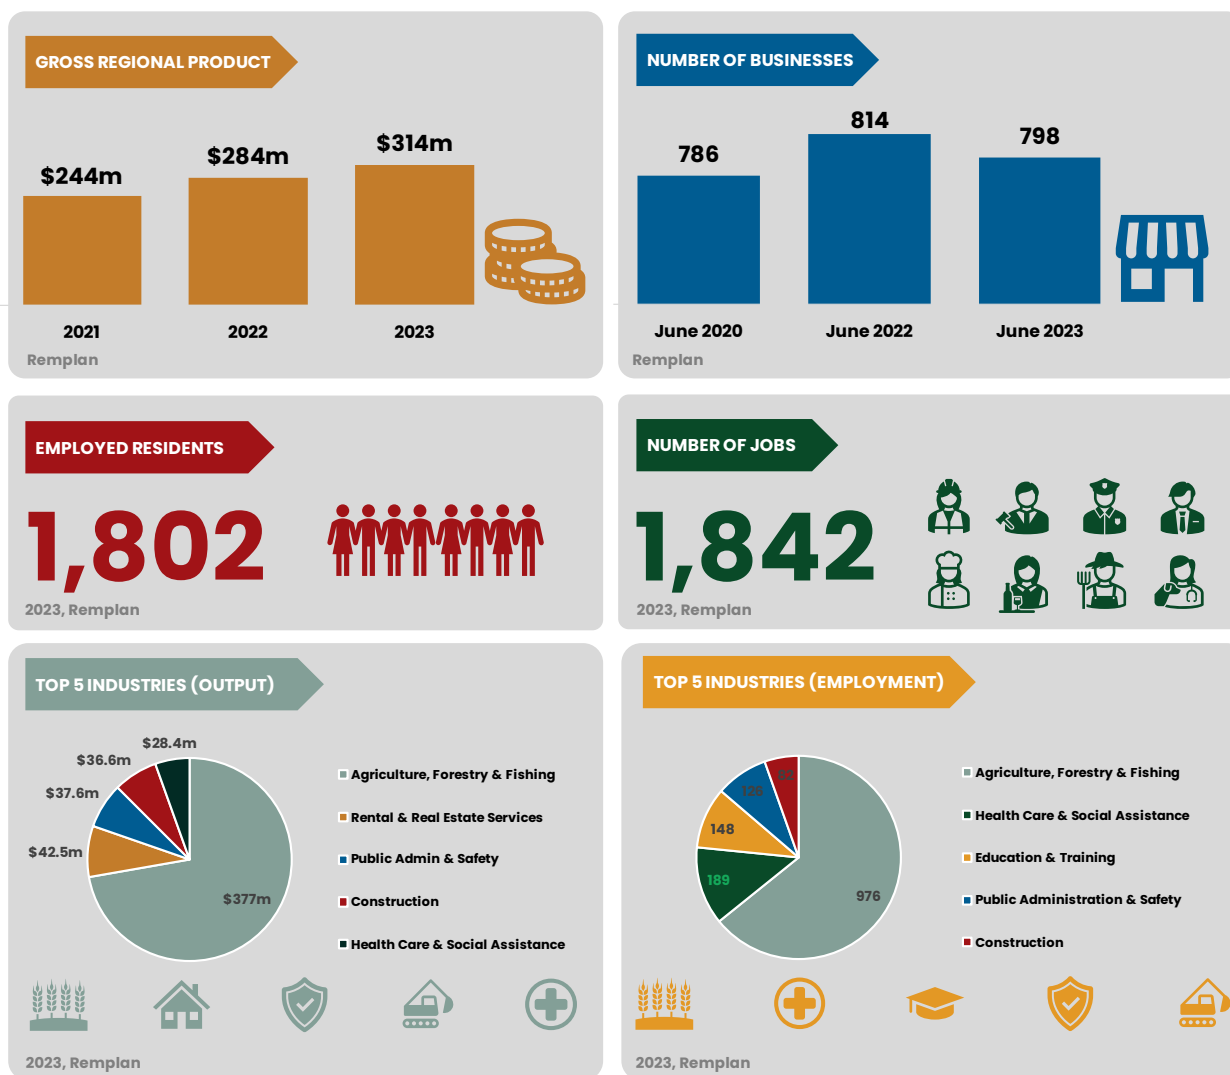 GROSS REGIONAL PRODUCT
$244m
$284m
$314m
2021
2022
2023
Remplan
NUMBER OF BUSINESSES
786
814
798
June 2020
June 2022
June 2023
Remplan
EMPLOYED RESIDENTS
1,802
2023, Remplan
NUMBER OF JOBS
1,842
2023, Remplan
TOP 5 INDUSTRIES (OUTPUT)
$28.4m
$36.6m
$37.6m
$42.5m
$377m
Agriculture, Forestry & Fishing
Rental & Real Estate Services
Public Admin & Safety
Construction
Health Care & Social Assistance
2023, Remplan
TOP 5 INDUSTRIES (EMPLOYMENT)
148
189
976
Agriculture, Forestry & Fishing
Health Care & Social Assistance
Education & Training
Public Administration & Safety
Construction
2023, Remplan